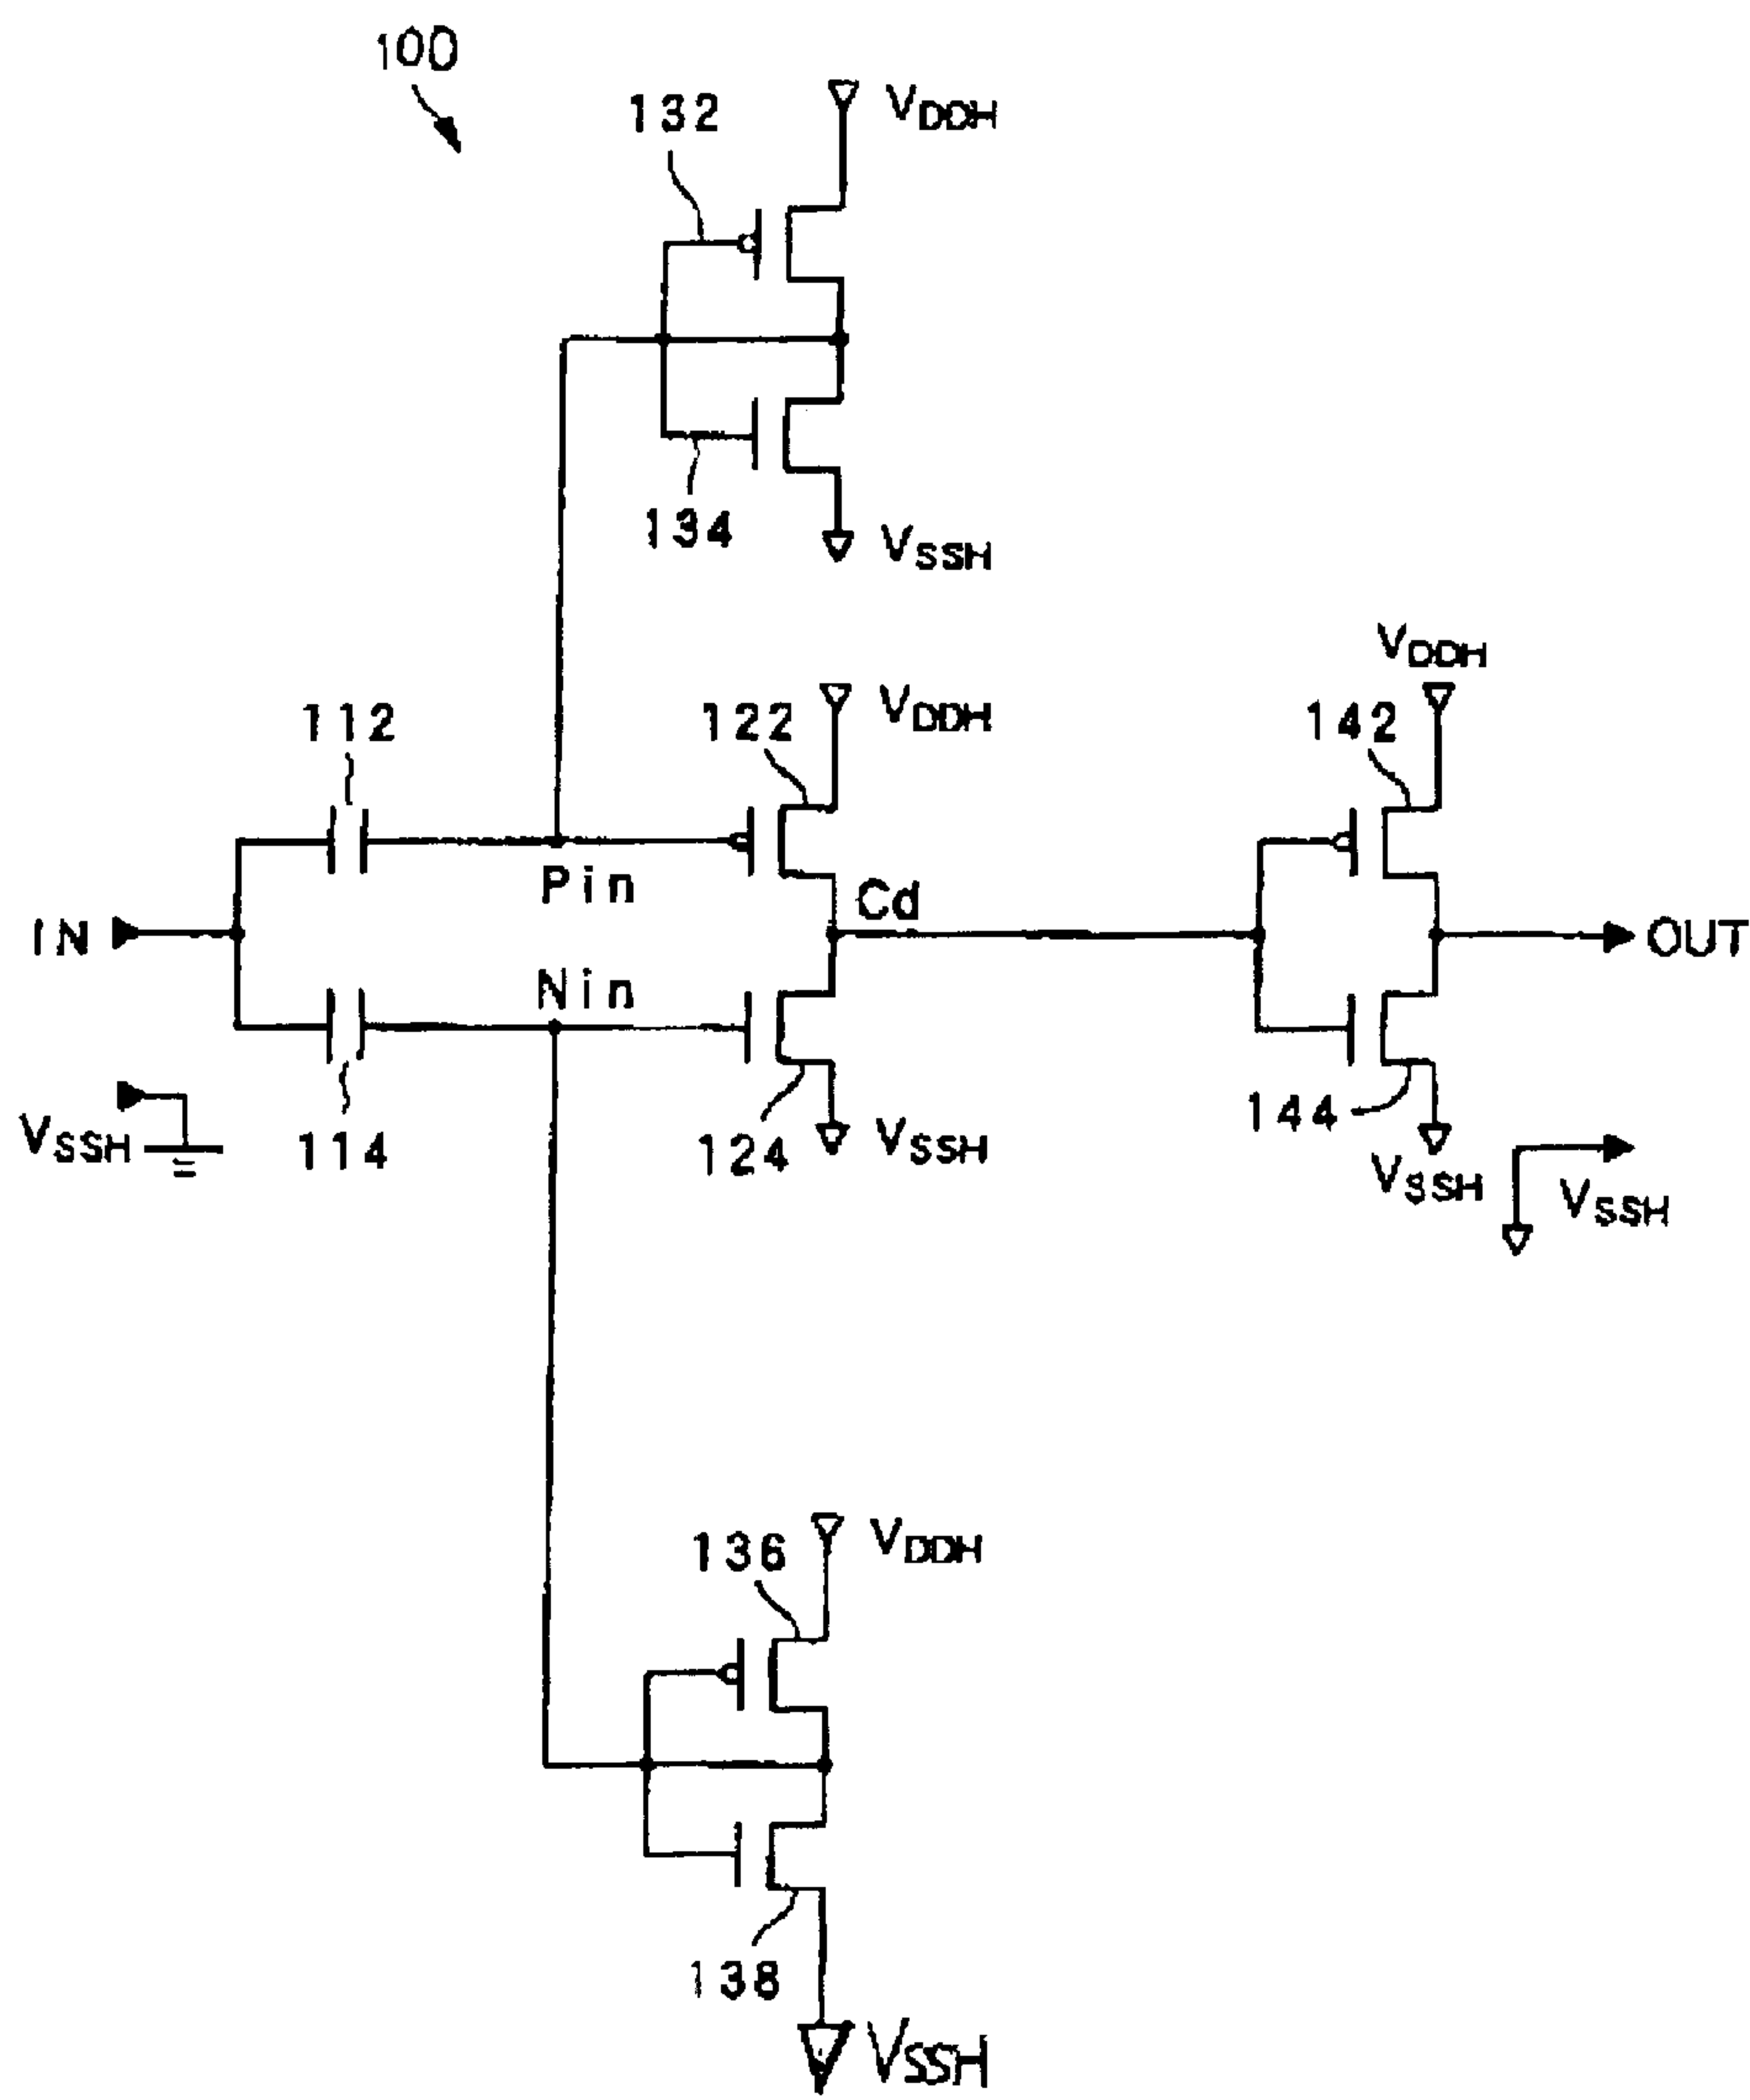 100
132
VDDH
134
VSSH
VDDH
112
122
VDDH
142
Pin
Cd
IN
OUT
Nin
VSSH
114
124
VSSH
144
VSSH
VSSH
136
VDDH
138
VSSH